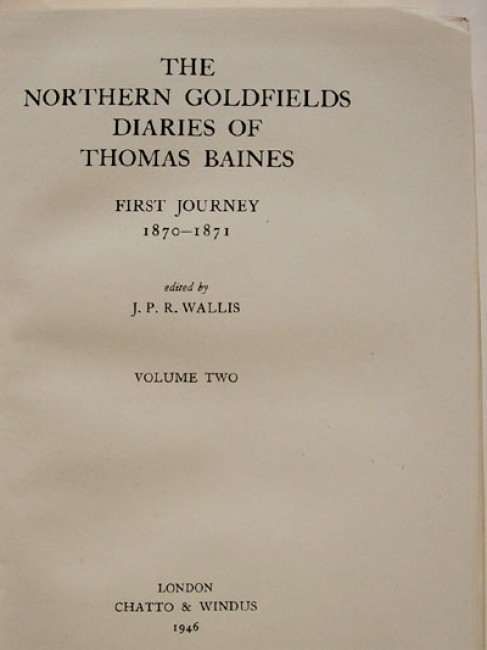 THE
NORTHERN GOLDFIELDS
DIARIES OF
THOMAS BAINES
FIRST JOURNEY
1870–1871
edited by
J. P. R. WALLIS
VOLUME TWO
LONDON
CHATTO & WINDUS
1946